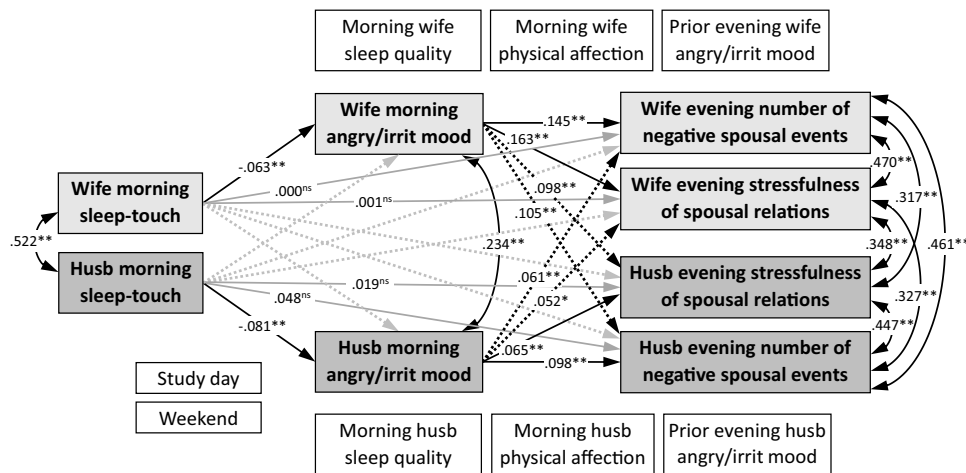 Morning wife
sleep quality
Morning wife
physical affection
Prior evening wife
angry/irrit mood
Wife morning
angry/irrit mood
Wife evening number of
negative spousal events
.145**
.163**
-.063**
.470**
Wife morning
sleep-touch
.000ns
.001ns
.098**
.105**
Wife evening stressfulness
of spousal relations
.317**
.522**
.234**
.348**
.461**
Husb morning
sleep-touch
.019ns
.048ns
.061**
.052*
Husb evening stressfulness
of spousal relations
.327**
-.081**
.447**
Husb morning
angry/irrit mood
.065**
.098**
Husb evening number of
negative spousal events
Study day
Weekend
Morning husb
sleep quality
Morning husb
physical affection
Prior evening husb
angry/irrit mood